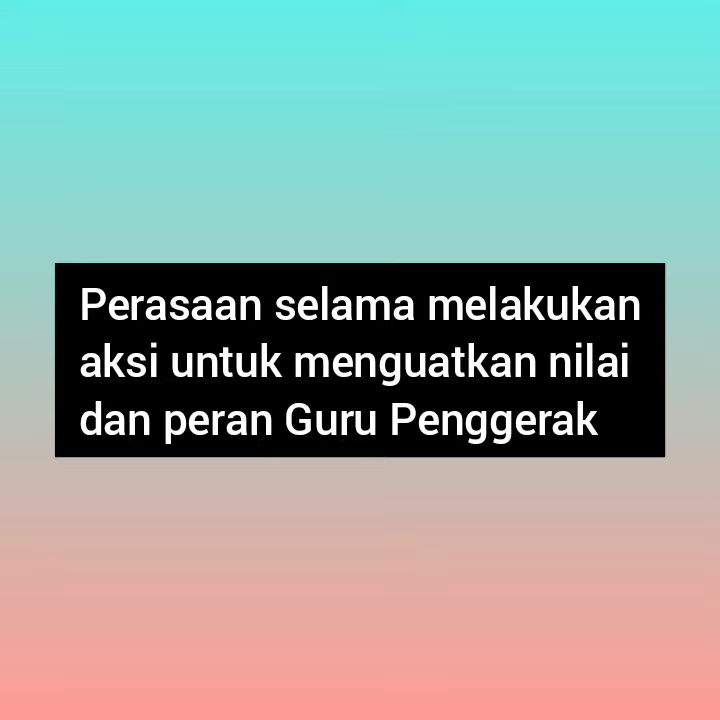 Perasaan selama melakukan
aksi untuk menguatkan nilai
dan peran Guru Penggerak